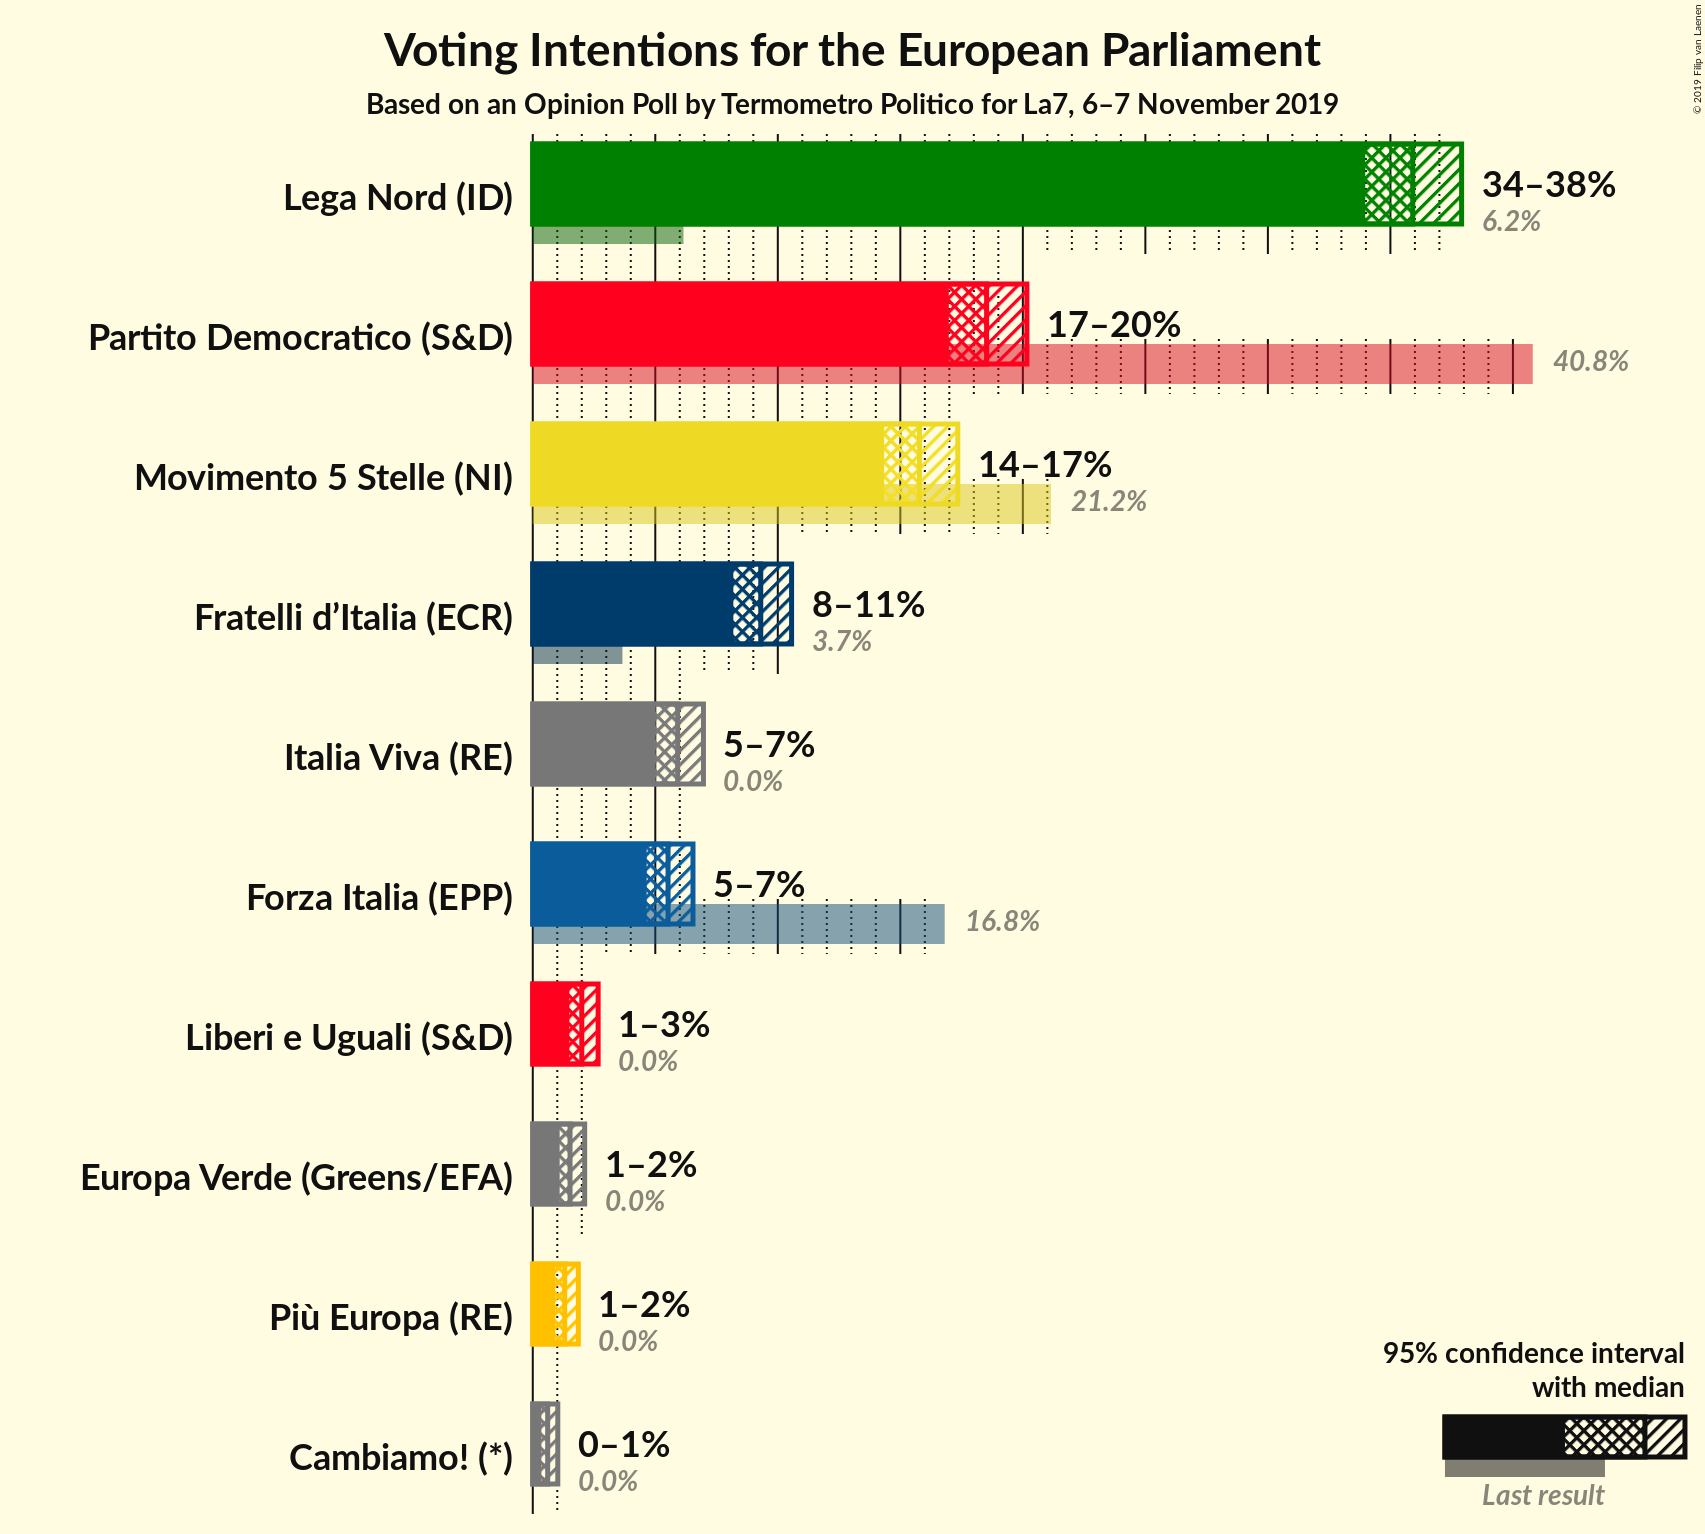 Voting Intentions for the European Parliament
Based on an Opinion Poll by Termometro Politico for La7, 6–7 November 2019
© 2019 Filip van Laenen
Lega Nord (ID)
34–38%
6.2%
Partito Democratico (S&D)
17–20%
40.8%
Movimento 5 Stelle (NI)
14–17%
21.2%
Fratelli d’Italia (ECR)
8–11%
3.7%
Italia Viva (RE)
5–7%
0.0%
Forza Italia (EPP)
5–7%
16.8%
Liberi e Uguali (S&D)
1–3%
0.0%
Europa Verde (Greens/EFA)
1–2%
0.0%
Più Europa (RE)
1–2%
0.0%
Cambiamo! (*)
0–1%
0.0%
95% confidence interval
with median
Last result